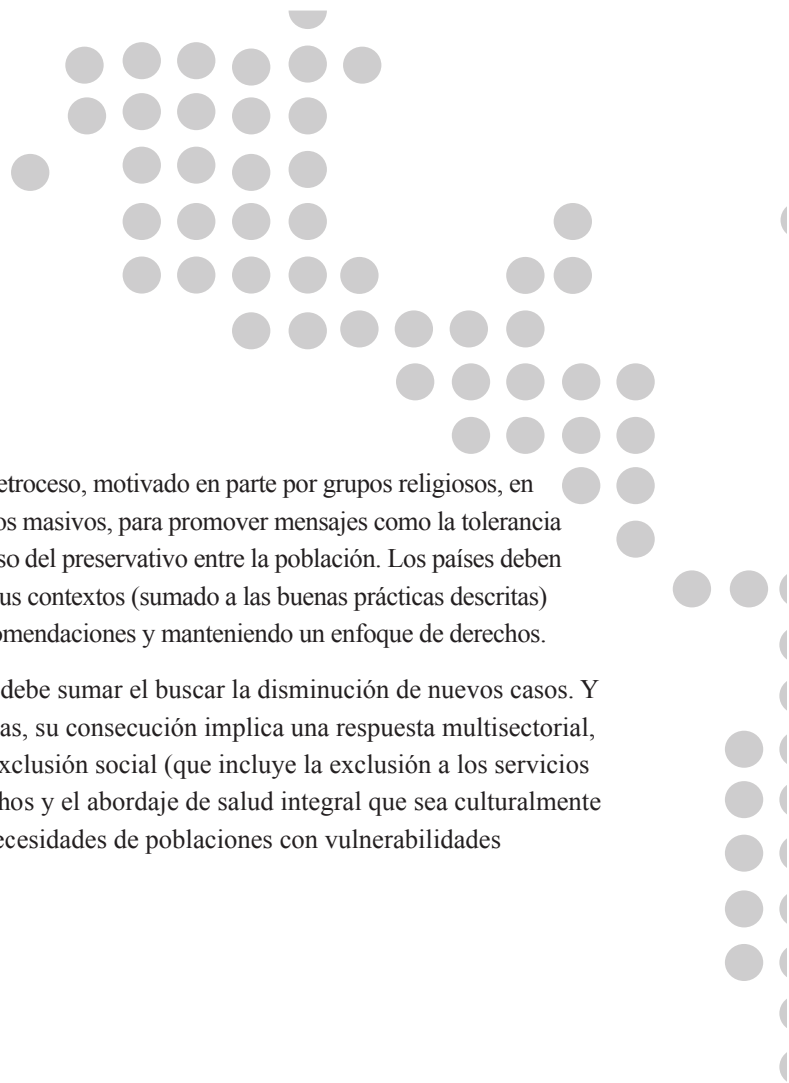 etroceso, motivado en parte por grupos religiosos, en
os masivos, para promover mensajes como la tolerancia
so del preservativo entre la población. Los países deben
us contextos (sumado a las buenas prácticas descritas)
omendaciones y manteniendo un enfoque de derechos.
debe sumar el buscar la disminución de nuevos casos. Y
as, su consecución implica una respuesta multisectorial,
xclusión social (que incluye la exclusión a los servicios
hos y el abordaje de salud integral que sea culturalmente
ecesidades de poblaciones con vulnerabilidades